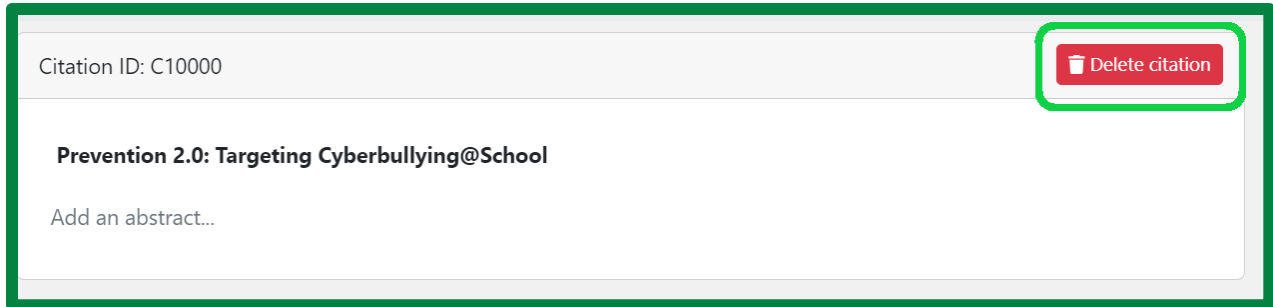 Citation ID: C10000
Delete citation
Prevention 2.0: Targeting Cyberbullying@School
Add an abstract...